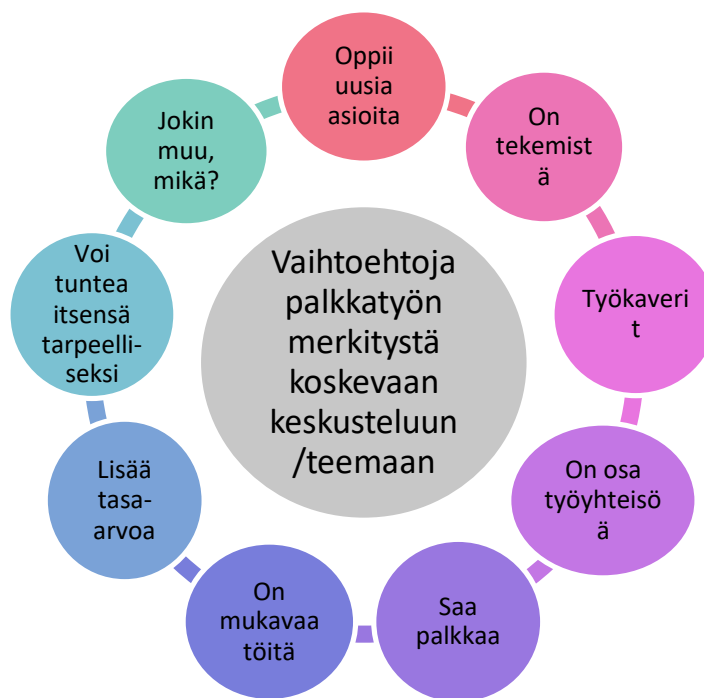 Oppii
uusia
asioita
On
tekemist
ä
Työkaveri
t
On osa
työyhteisö
ä
Saa
palkkaa
On
mukavaa
töitä
Lisää
tasa-
arvoa
Voi
tuntea
itsensä
tarpeelli-
seksi
Jokin
muu,
mikä?
Vaihtoehtoja
palkkatyön
merkitystä
koskevaan
keskusteluun
/teemaan